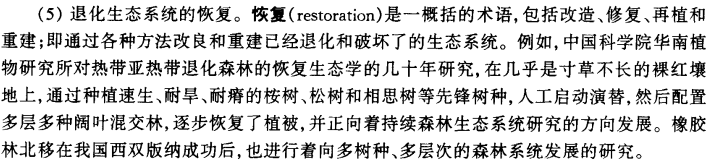 (5) 退化生态系统的恢复。恢复(restoration)是一概括的术语,包括改造、修复、再植和
重建;即通过各种方法改良和重建已经退化和破坏了的生态系统。例如,中国科学院华南植
物研究所对热带亚热带退化森林的恢复生态学的几十年研究,在几乎是寸草不长的裸红壤
地上,通过种植速生、耐旱、耐瘠的桉树、松树和相思树等先锋树种,人工启动演替,然后配置
多层多种阔叶混交林,逐步恢复了植被,并正向着持续森林生态系统研究的方向发展。橡胶
林北移在我国西双版纳成功后,也进行着向多树种、多层次的森林系统发展的研究。